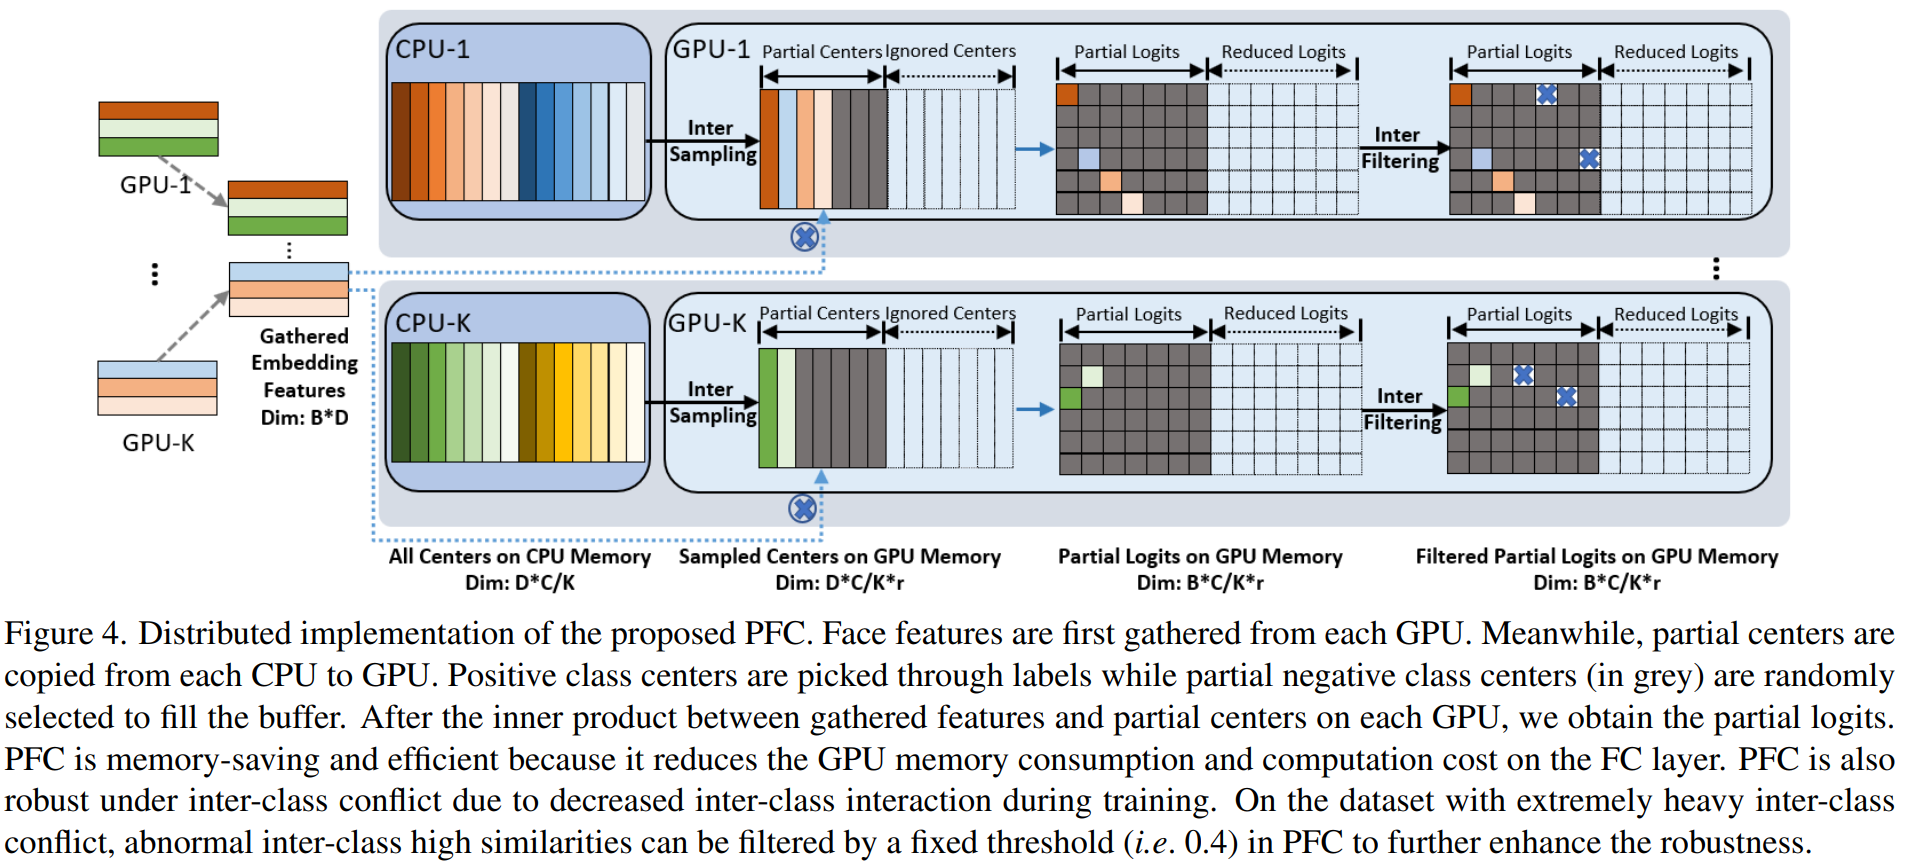 CPU-1
GPU-1
Partial Centers
Ignored Centers
Partial Logits
Reduced Logits
Partial Logits
Reduced Logits
Inter
Sampling
Inter
Filtering
GPU-1
Gathered
Embedding
Features
Dim: B*D
GPU-K
CPU-K
GPU-K
Partial Centers
Ignored Centers
Partial Logits
Reduced Logits
Partial Logits
Reduced Logits
Inter
Sampling
Inter
Filtering
All Centers on CPU Memory
Dim: D*C/K
Sampled Centers on GPU Memory
Dim: D*C/K*r
Partial Logits on GPU Memory
Dim: B*C/K*r
Filtered Partial Logits on GPU Memory
Dim: B*C/K*r
Figure 4. Distributed implementation of the proposed PFC. Face features are first gathered from each GPU. Meanwhile, partial centers are
copied from each CPU to GPU. Positive class centers are picked through labels while partial negative class centers (in grey) are randomly
selected to fill the buffer. After the inner product between gathered features and partial centers on each GPU, we obtain the partial logits.
PFC is memory-saving and efficient because it reduces the GPU memory consumption and computation cost on the FC layer. PFC is also
robust under inter-class conflict due to decreased inter-class interaction during training. On the dataset with extremely heavy inter-class
conflict, abnormal inter-class high similarities can be filtered by a fixed threshold (i.e. 0.4) in PFC to further enhance the robustness.